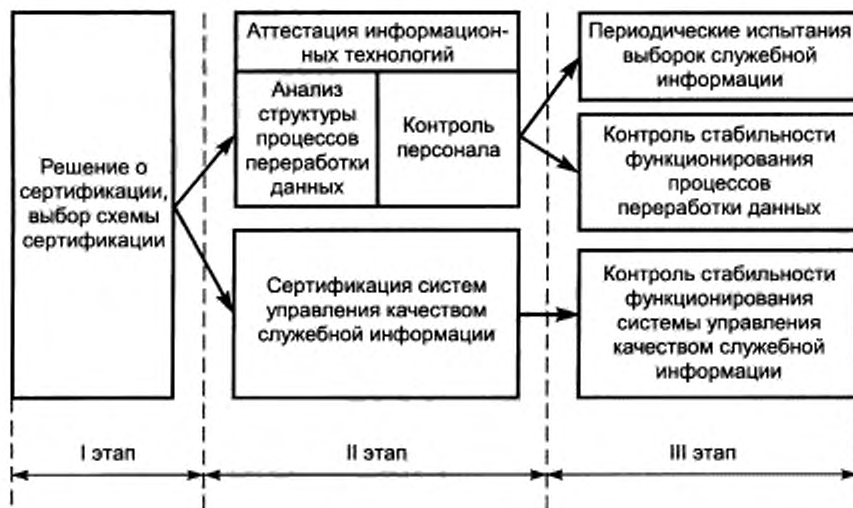 Решение о
сертификации,
выбор схемы
сертификации
Аттестация информацион-
ных технологий
Анализ
структуры
процессов
переработки
данных
Контроль
персонала
Сертификация систем
управления качеством
служебной информации
Периодические испытания
выборок служебной
информации
Контроль стабильности
функционирования
процессов
переработки данных
Контроль стабильности
функционирования
системы управления
качеством служебной
информации
I этап
II этап
III этап